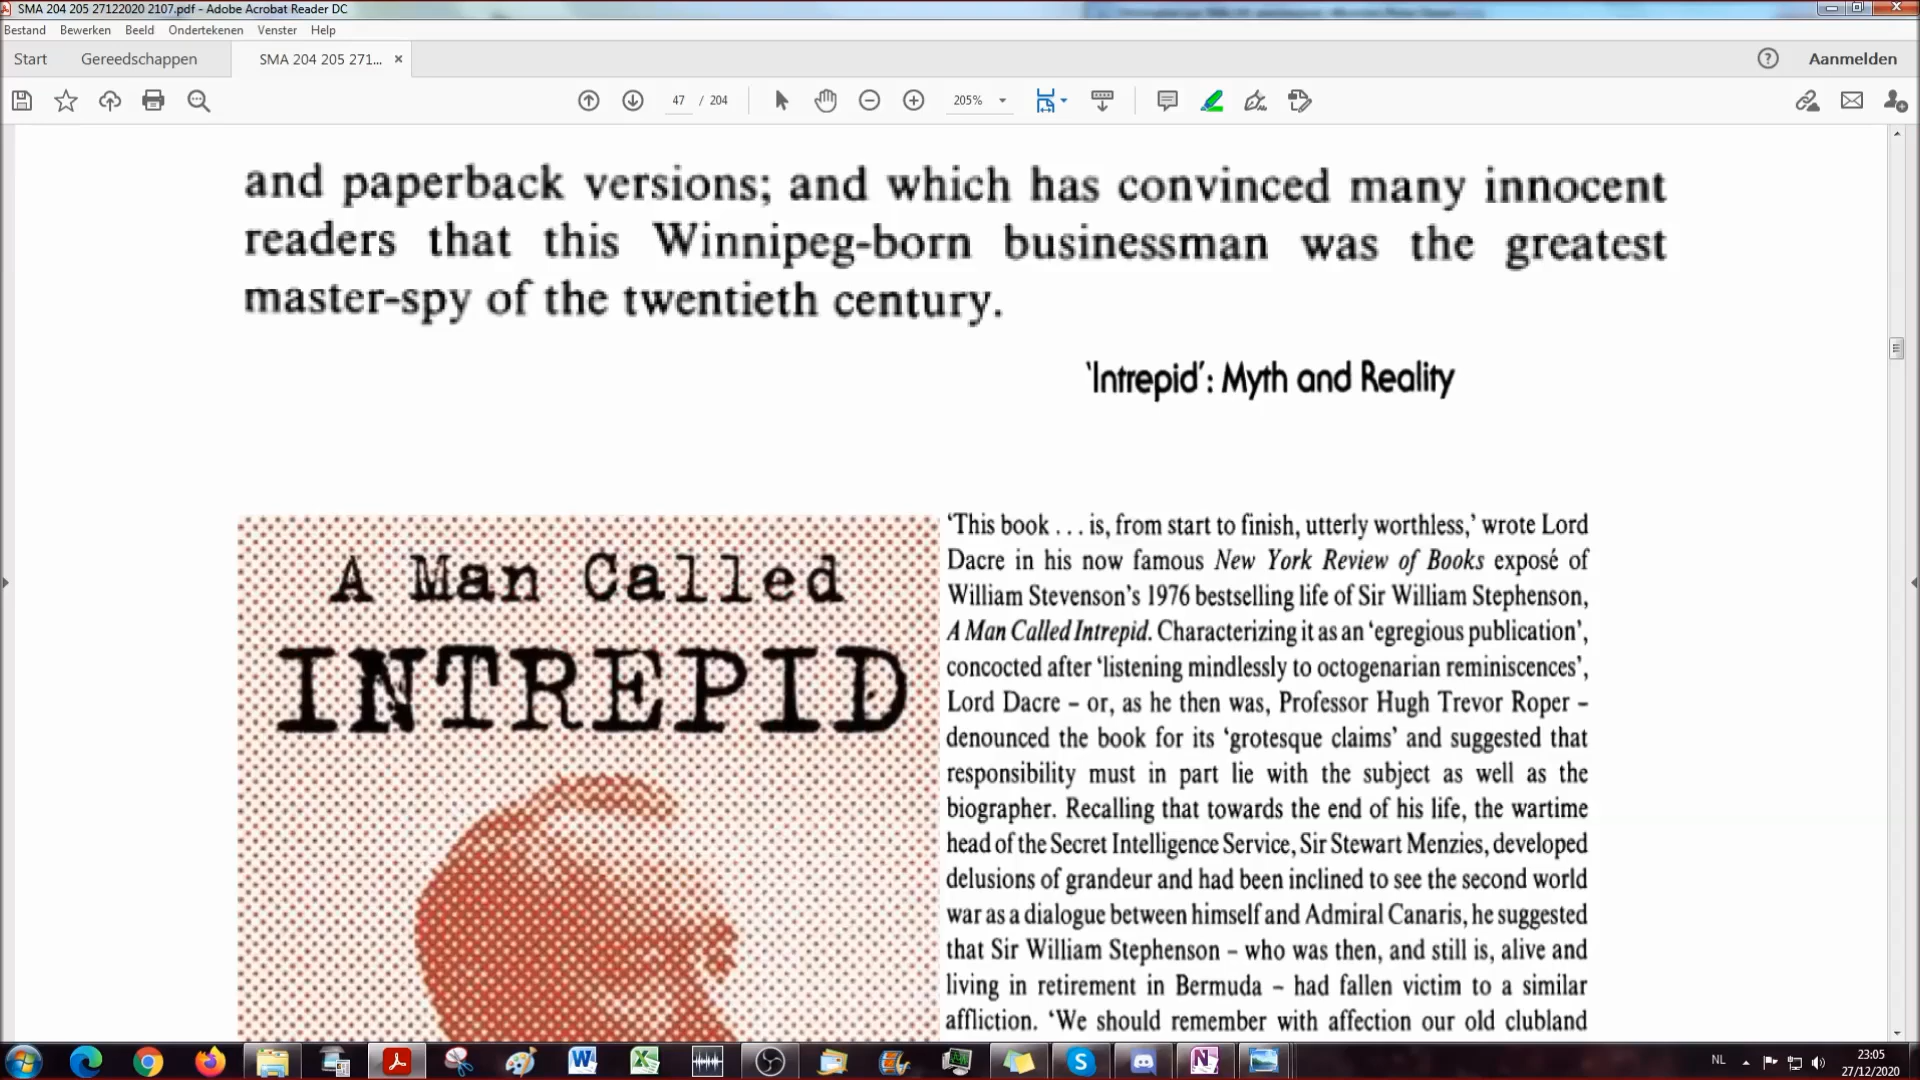 SMA 204 205 27122020 2107.pdf - Adobe Acrobat Reader DC
Bestand Bewerken Beeld Ondertekenen Venster Help
Start Gereedschappen SMA 204 205 271... × ? Aanmelden
47 / 204 205%
and paperback versions; and which has convinced many innocent
readers that this Winnipeg-born businessman was the greatest
master-spy of the twentieth century.
'Intrepid': Myth and Reality
A Man Called
INTREPID
'This book . . . is, from start to finish, utterly worthless,' wrote Lord
Dacre in his now famous New York Review of Books exposé of
William Stevenson's 1976 bestselling life of Sir William Stephenson,
A Man Called Intrepid. Characterizing it as an 'egregious publication',
concocted after 'listening mindlessly to octogenarian reminiscences',
Lord Dacre – or, as he then was, Professor Hugh Trevor Roper –
denounced the book for its 'grotesque claims' and suggested that
responsibility must in part lie with the subject as well as the
biographer. Recalling that towards the end of his life, the wartime
head of the Secret Intelligence Service, Sir Stewart Menzies, developed
delusions of grandeur and had been inclined to see the second world
war as a dialogue between himself and Admiral Canaris, he suggested
that Sir William Stephenson – who was then, and still is, alive and
living in retirement in Bermuda – had fallen victim to a similar
affliction. 'We should remember with affection our old clubland
NL 23:05
27/12/2020